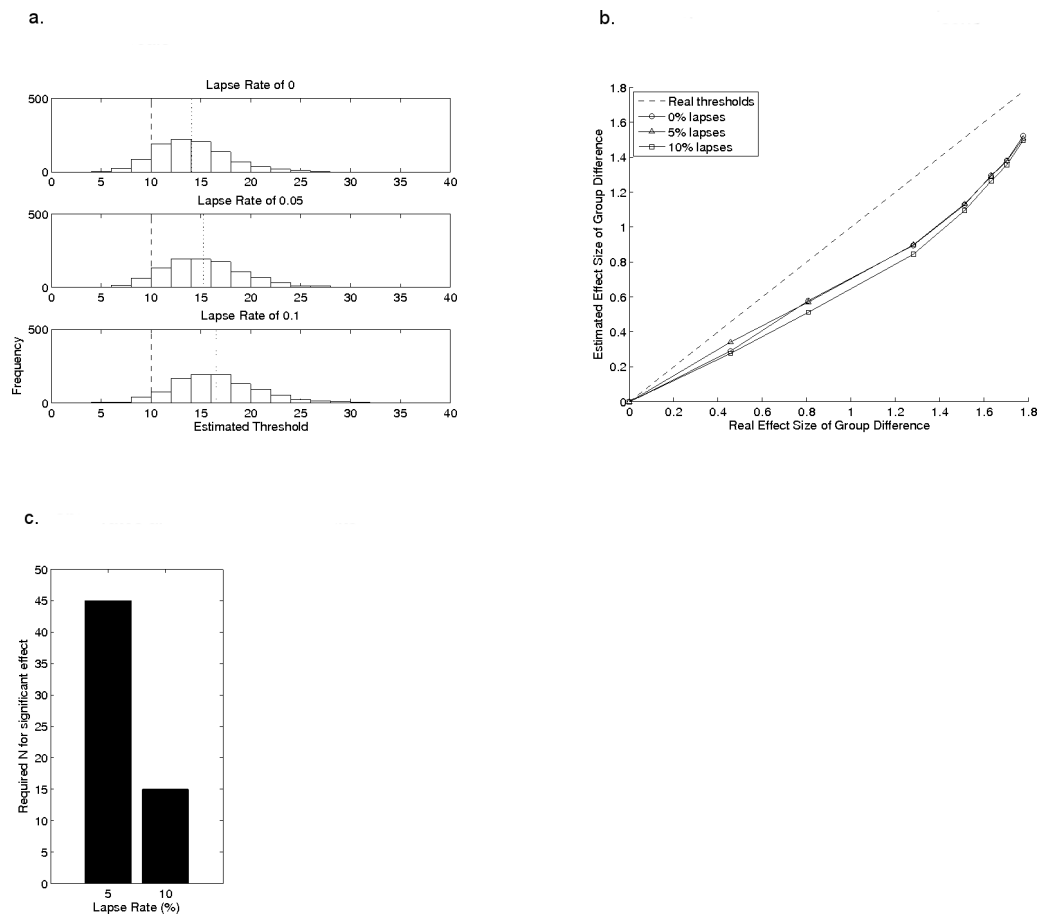 a.
Lapse Rate of 0
500
0
0 5 10 15 20 25 30 35 40
Lapse Rate of 0.05
500
0
0 5 10 15 20 25 30 35 40
Lapse Rate of 0.1
500
0
0 5 10 15 20 25 30 35 40
Frequency
Estimated Threshold
b.
1.8
1.6
1.4
1.2
1
0.8
0.6
0.4
0.2
0
Real thresholds
0% lapses
5% lapses
10% lapses
Estimated Effect Size of Group Difference
0 0.2 0.4 0.6 0.8 1 1.2 1.4 1.6 1.8
Real Effect Size of Group Difference
c.
50
45
40
35
30
25
20
15
10
5
0
Required N for significant effect
5 10
Lapse Rate (%)